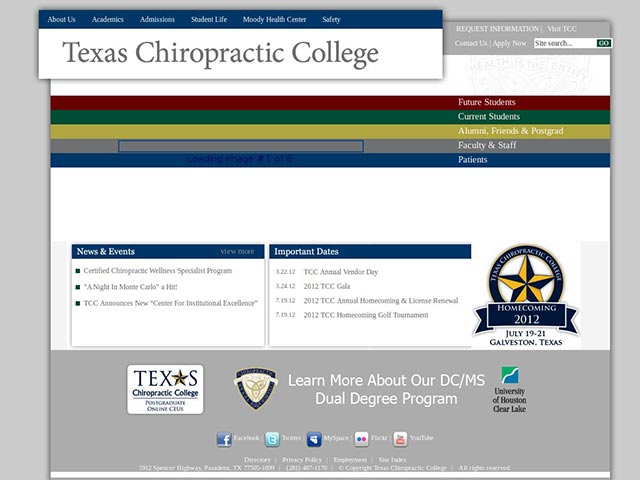 About Us Academics Admissions Student Life Moody Health Center Safety
REQUEST INFORMATION | Visit TCC
Contact Us | Apply Now Site search... GO
Texas Chiropractic College
HEALTH IS THE ENTITY
Future Students
Current Students
Alumni, Friends & Postgrad
Faculty & Staff
Patients
Loading image # 1 of 6
News & Events view more
Certified Chiropractic Wellness Specialist Program
"A Night In Monte Carlo" a Hit!
TCC Announces New “Center For Institutional Excellence”
Important Dates
3.22.12 TCC Annual Vendor Day
3.24.12 2012 TCC Gala
7.19.12 2012 TCC Annual Homecoming & License Renewal
7.19.12 2012 TCC Homecoming Golf Tournament
TEXAS CHIROPRACTIC COLLEGE
HOMECOMING
2012
JULY 19-21
GALVESTON, TEXAS
TEXAS
Chiropractic College
POSTGRADUATE
ONLINE CEUS
Learn More About Our DC/MS
Dual Degree Program
University
of Houston
Clear Lake
Facebook | Twitter | MySpace | Flickr | YouTube
Directory | Privacy Policy | Employment | Site Index
5912 Spencer Highway, Pasadena, TX 77505-1699 | (281) 487-1170 | © Copyright Texas Chiropractic College | All rights reserved.